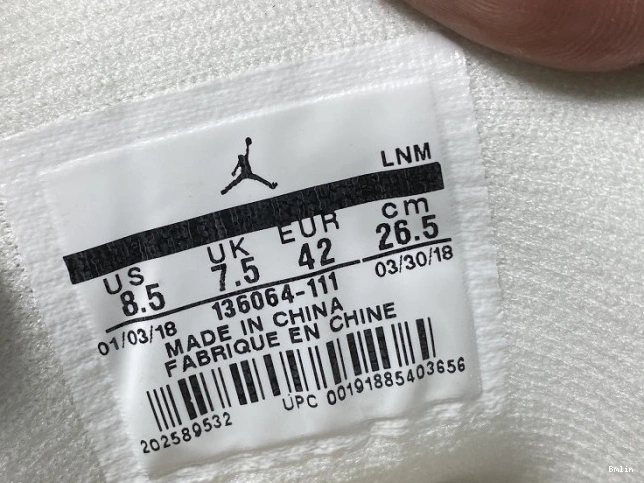 LNM
US UK EUR cm
8.5 7.5 42 26.5
01/03/18 136064-111 03/30/18
MADE IN CHINA
FABRIQUE EN CHINE
202589532 UPC 00191885403656
Bmlin